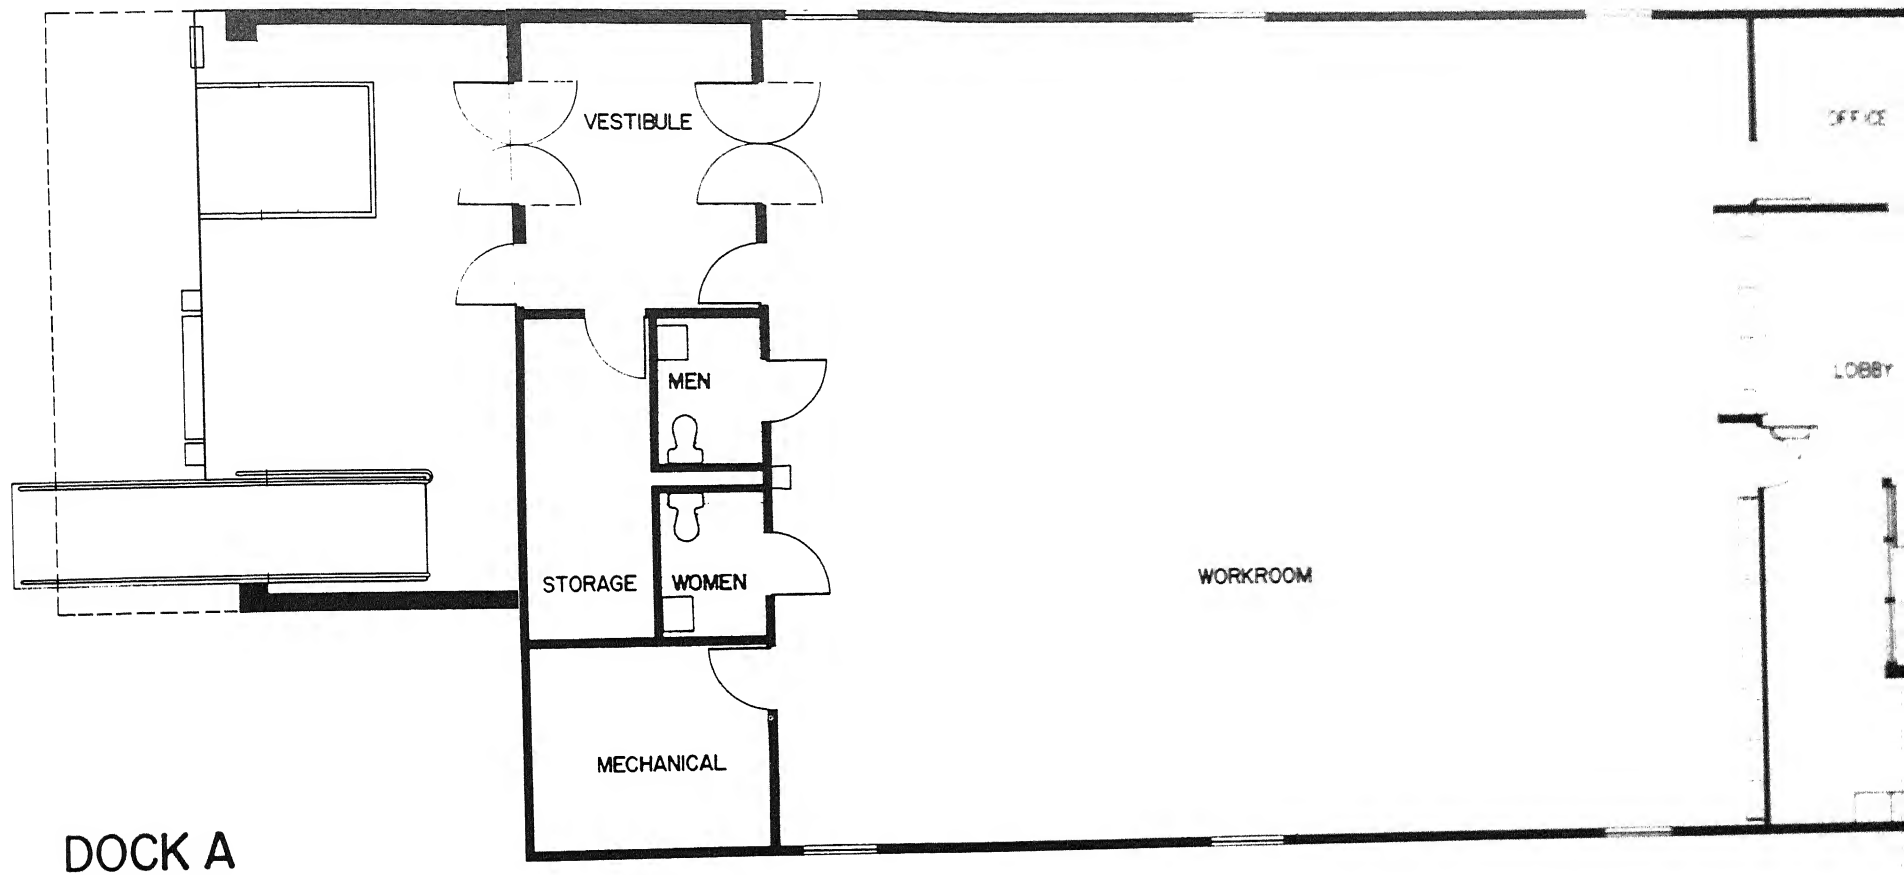 VESTIBULE
OFFICE
LOBBY
MEN
STORAGE
WOMEN
WORKROOM
MECHANICAL
DOCK A